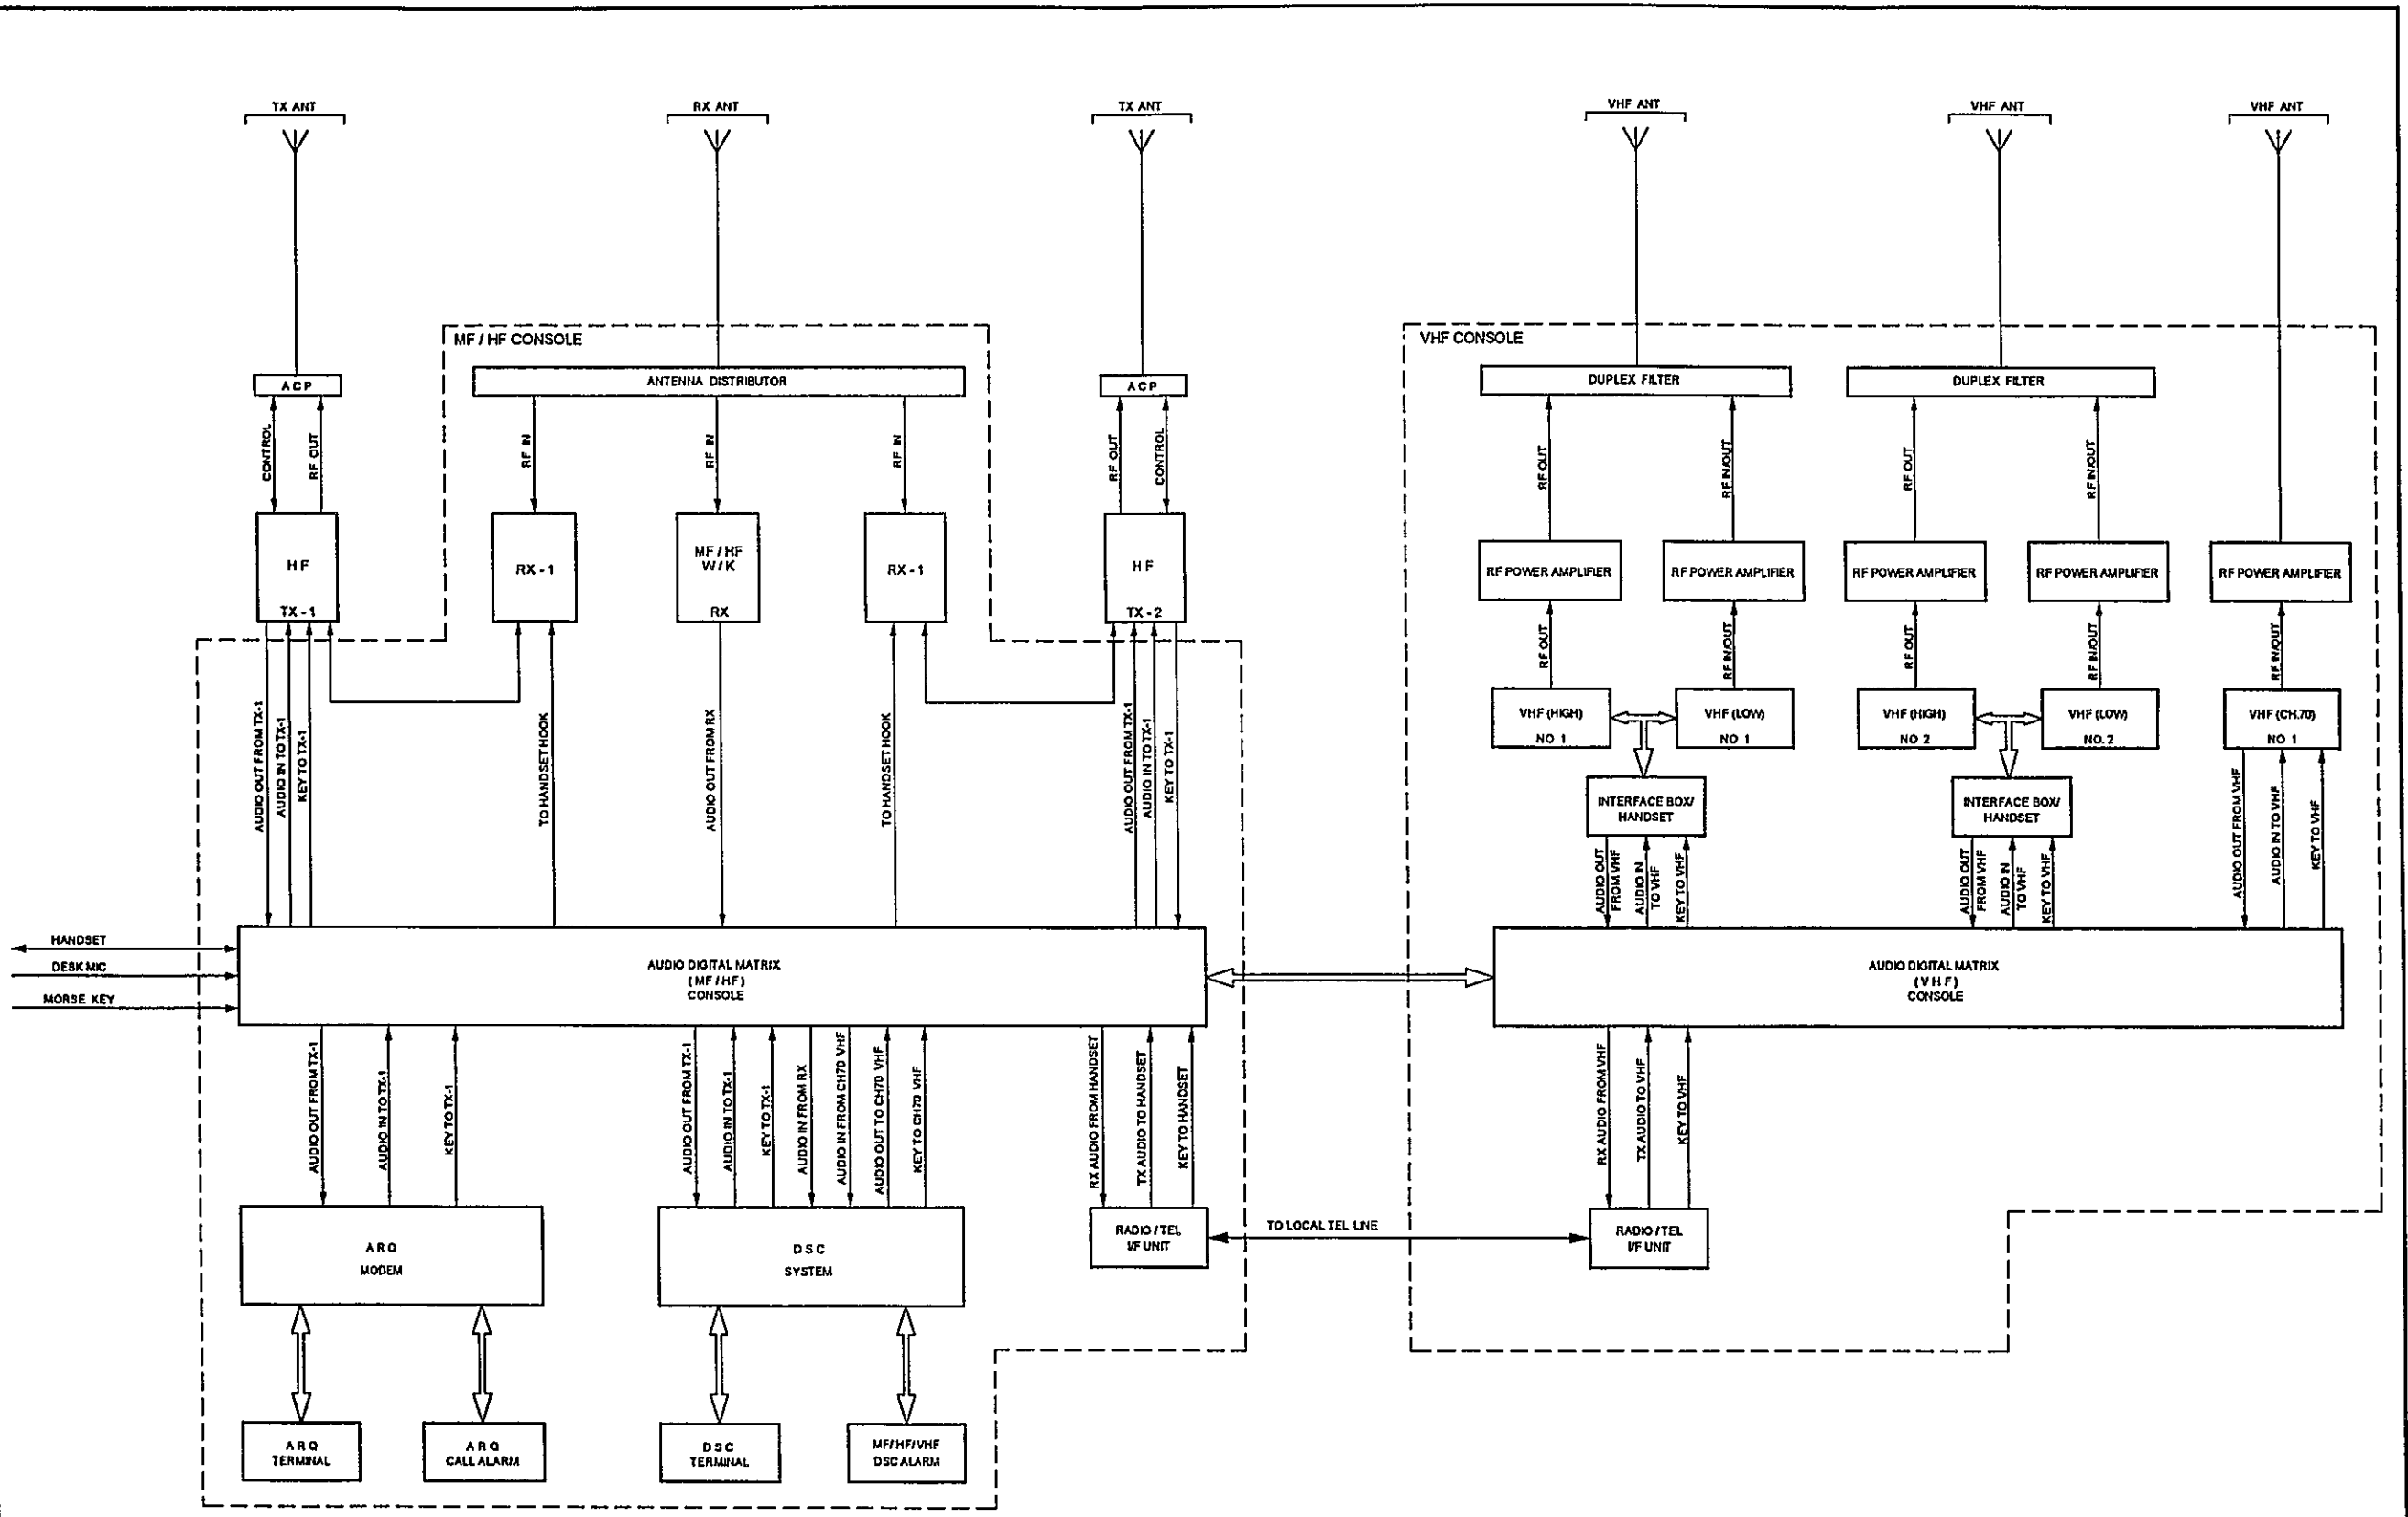 TX ANT
RX ANT
TX ANT
VHF ANT
VHF ANT
VHF ANT
MF / HF CONSOLE
VHF CONSOLE
ACP
ANTENNA DISTRIBUTOR
ACP
DUPLEX FILTER
DUPLEX FILTER
CONTROL
RF OUT
RF IN
RF IN
RF IN
RF OUT
CONTROL
RF OUT
RF IN/OUT
RF OUT
RF IN/OUT
HF
TX - 1
RX - 1
MF / HF
W / K
RX
RX - 1
HF
TX - 2
RF POWER AMPLIFIER
RF POWER AMPLIFIER
RF POWER AMPLIFIER
RF POWER AMPLIFIER
RF POWER AMPLIFIER
RF OUT
RF IN/OUT
RF OUT
RF IN/OUT
RF IN/OUT
VHF (HIGH)
NO 1
VHF (LOW)
NO 1
VHF (HIGH)
NO 2
VHF (LOW)
NO. 2
VHF (CH.70)
NO 1
AUDIO OUT FROM TX-1
AUDIO IN TO TX-1
KEY TO TX-1
TO HANDSET HOOK
AUDIO OUT FROM RX
TO HANDSET HOOK
AUDIO OUT FROM TX-1
AUDIO IN TO TX-1
KEY TO TX-1
INTERFACE BOX/
HANDSET
INTERFACE BOX/
HANDSET
AUDIO OUT
FROM VHF
AUDIO IN
TO VHF
KEY TO VHF
AUDIO OUT
FROM VHF
AUDIO IN
TO VHF
KEY TO VHF
AUDIO OUT FROM VHF
AUDIO IN TO VHF
KEY TO VHF
HANDSET
DESK MIC
MORSE KEY
AUDIO DIGITAL MATRIX
( MF / HF )
CONSOLE
AUDIO DIGITAL MATRIX
( V H F )
CONSOLE
AUDIO OUT FROM TX-1
AUDIO IN TO TX-1
KEY TO TX-1
AUDIO OUT FROM TX-1
AUDIO IN TO TX-1
KEY TO TX-1
AUDIO IN FROM RX
AUDIO IN FROM CH70 VHF
AUDIO OUT TO CH70 VHF
KEY TO CH70 VHF
RX AUDIO FROM HANDSET
TX AUDIO TO HANDSET
KEY TO HANDSET
RX AUDIO FROM VHF
TX AUDIO TO VHF
KEY TO VHF
ARQ
MODEM
DSC
SYSTEM
RADIO / TEL
I/F UNIT
TO LOCAL TEL LINE
RADIO / TEL
I/F UNIT
ARQ
TERMINAL
ARQ
CALL ALARM
DSC
TERMINAL
MF/ HF/ VHF
DSC ALARM